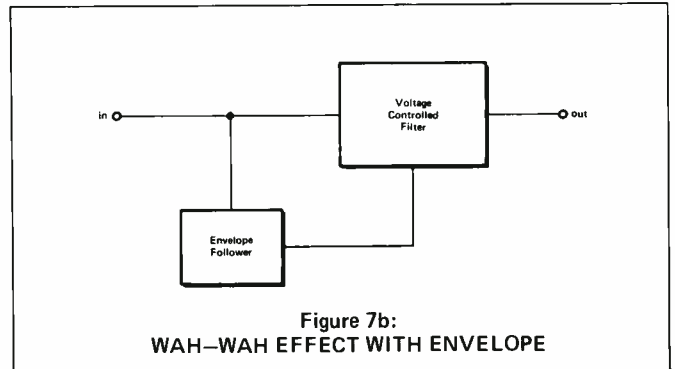 in
Voltage
Controlled
Filter
out
Envelope
Follower
Figure 7b:
WAH—WAH EFFECT WITH ENVELOPE